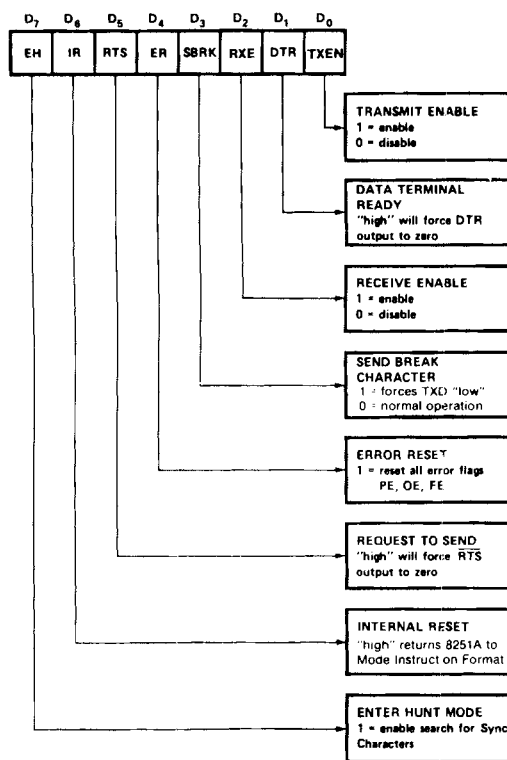 D7 D6 D5 D4 D3 D2 D1 D0
EH IR RTS ER SBRK RXE DTR TXEN
TRANSMIT ENABLE
1 = enable
0 = disable
DATA TERMINAL
READY
"high" will force DTR
output to zero
RECEIVE ENABLE
1 = enable
0 = disable
SEND BREAK
CHARACTER
1 = forces TXD "low"
0 = normal operation
ERROR RESET
1 = reset all error flags
PE, OE, FE
REQUEST TO SEND
"high" will force RTS
output to zero
INTERNAL RESET
"high" returns 8251A to
Mode Instruct on Format
ENTER HUNT MODE
1 = enable search for Sync
Characters